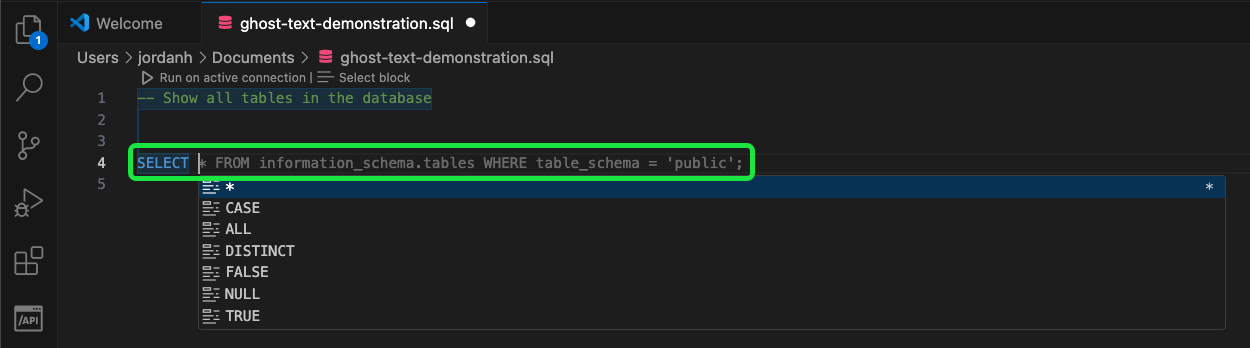 Welcome
ghost-text-demonstration.sql
1
Users > jordanh > Documents > ghost-text-demonstration.sql
Run on active connection | Select block
1 -- Show all tables in the database
2
3
4 SELECT * FROM information_schema.tables WHERE table_schema = 'public';
5
* *
CASE
ALL
DISTINCT
FALSE
NULL
TRUE
/API